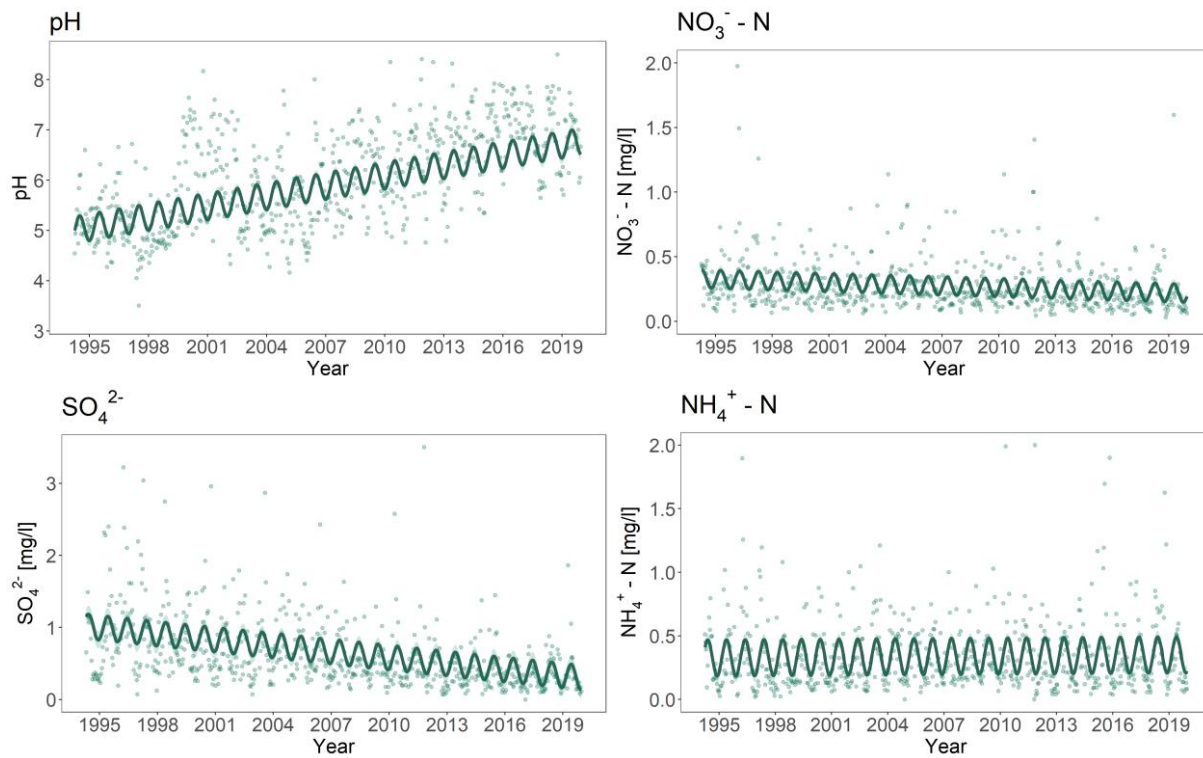 pH
pH
8
7
6
5
4
3
1995 1998 2001 2004 2007 2010 2013 2016 2019
Year
NO₃⁻ - N
NO₃⁻ - N [mg/l]
2.0
1.5
1.0
0.5
0.0
1995 1998 2001 2004 2007 2010 2013 2016 2019
Year
SO₄²⁻
SO₄²⁻ [mg/l]
3
2
1
0
1995 1998 2001 2004 2007 2010 2013 2016 2019
Year
NH₄⁺ - N
NH₄⁺ - N [mg/l]
2.0
1.5
1.0
0.5
0.0
1995 1998 2001 2004 2007 2010 2013 2016 2019
Year